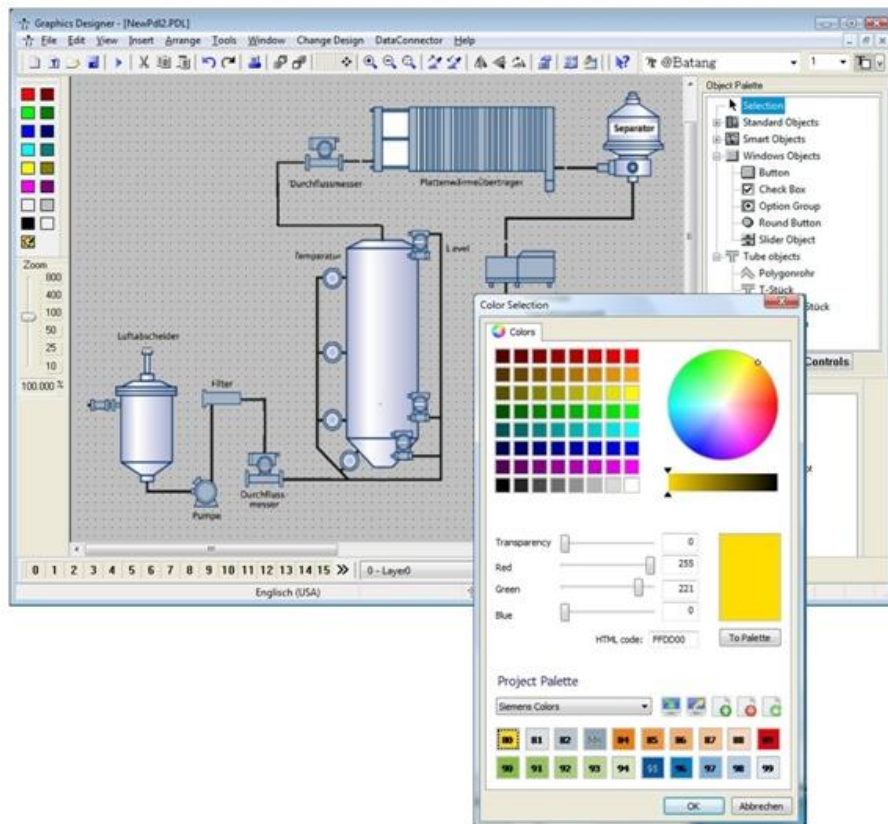 Graphics Designer - [NewPdl2.PDL]
File Edit View Insert Arrange Tools Window Change Design DataConnector Help
@Batang 1
Object Palette
Selection
Standard Objects
Smart Objects
Windows Objects
Button
Check Box
Option Group
Round Button
Slider Object
Tube objects
Polygonrohr
T-Stück
Stück
Controls
Zoom
800
400
100
50
25
10
100.000 %
Separator
Durchflussmesser
Plattenwärmeübertrager
Temperatur
Level
Luftabscheider
Filter
Pumpe
Durchfluss
messer
0 1 2 3 4 5 6 7 8 9 10 11 12 13 14 15
0 - Layer0
Englisch (USA)
Color Selection
Colors
Transparency 0
Red 255
Green 221
Blue 0
HTML code: FFDD00
To Palette
Project Palette
Siemens Colors
80 81 82 84 85 86 87 88 89
90 91 92 93 94 95 96 97 98 99
OK Abbrechen